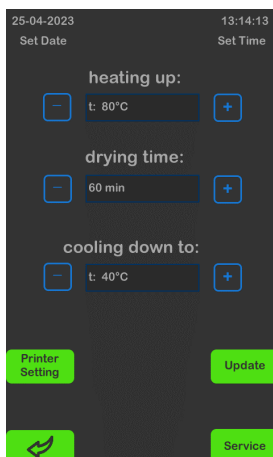 25-04-2023 13:14:13
Set Date Set Time
heating up:
− t: 80°C +
drying time:
− 60 min +
cooling down to:
− t: 40°C +
Printer
Setting
Update
Service